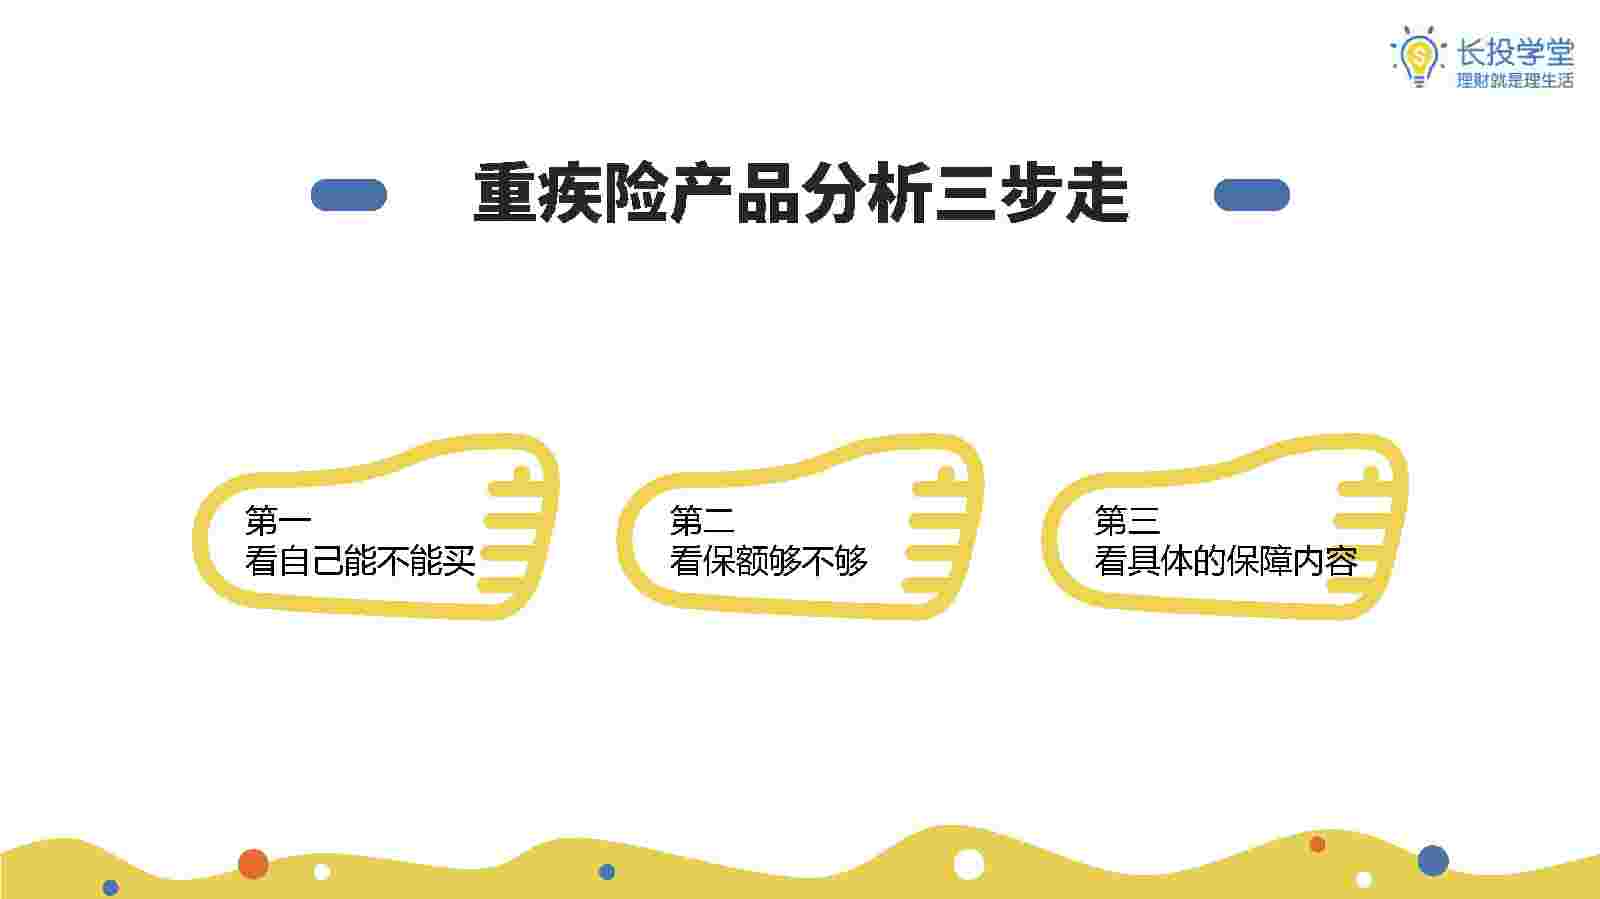 长投学堂
理财就是理生活
重疾险产品分析三步走
第一
看自己能不能买
第二
看保额够不够
第三
看具体的保障内容